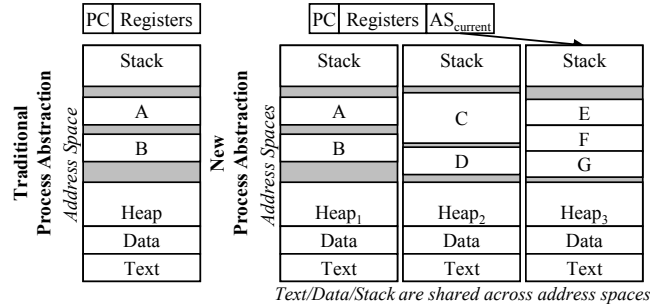 PC Registers
PC Registers AScurrent
Traditional
Process Abstraction
Address Space
Stack
A
B
Heap
Data
Text
New
Process Abstraction
Address Spaces
Stack
A
B
Heap1
Data
Text
Stack
C
D
Heap2
Data
Text
Stack
E
F
G
Heap3
Data
Text
Text/Data/Stack are shared across address spaces